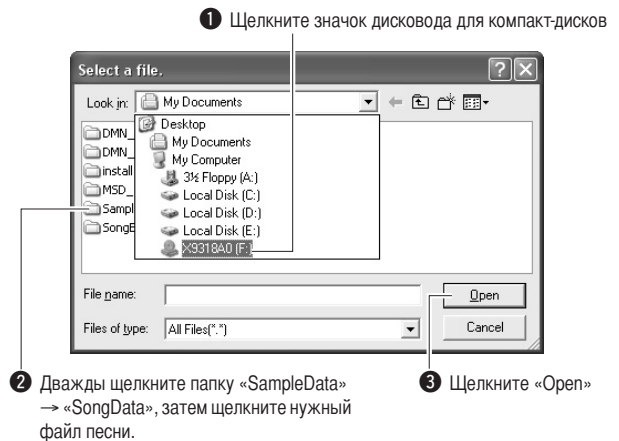 ❶ Щелкните значок дисковода для компакт-дисков
Select a file.
Look in: My Documents
Desktop
My Documents
My Computer
3½ Floppy (A:)
Local Disk (C:)
Local Disk (D:)
Local Disk (E:)
X9318A0 (F:)
DMN_
DMN_
install
MSD_
Sampl
SongE
File name:
Open
Files of type: All Files(*.*)
Cancel
❷ Дважды щелкните папку «SampleData»
→ «SongData», затем щелкните нужный
файл песни.
❸ Щелкните «Open»